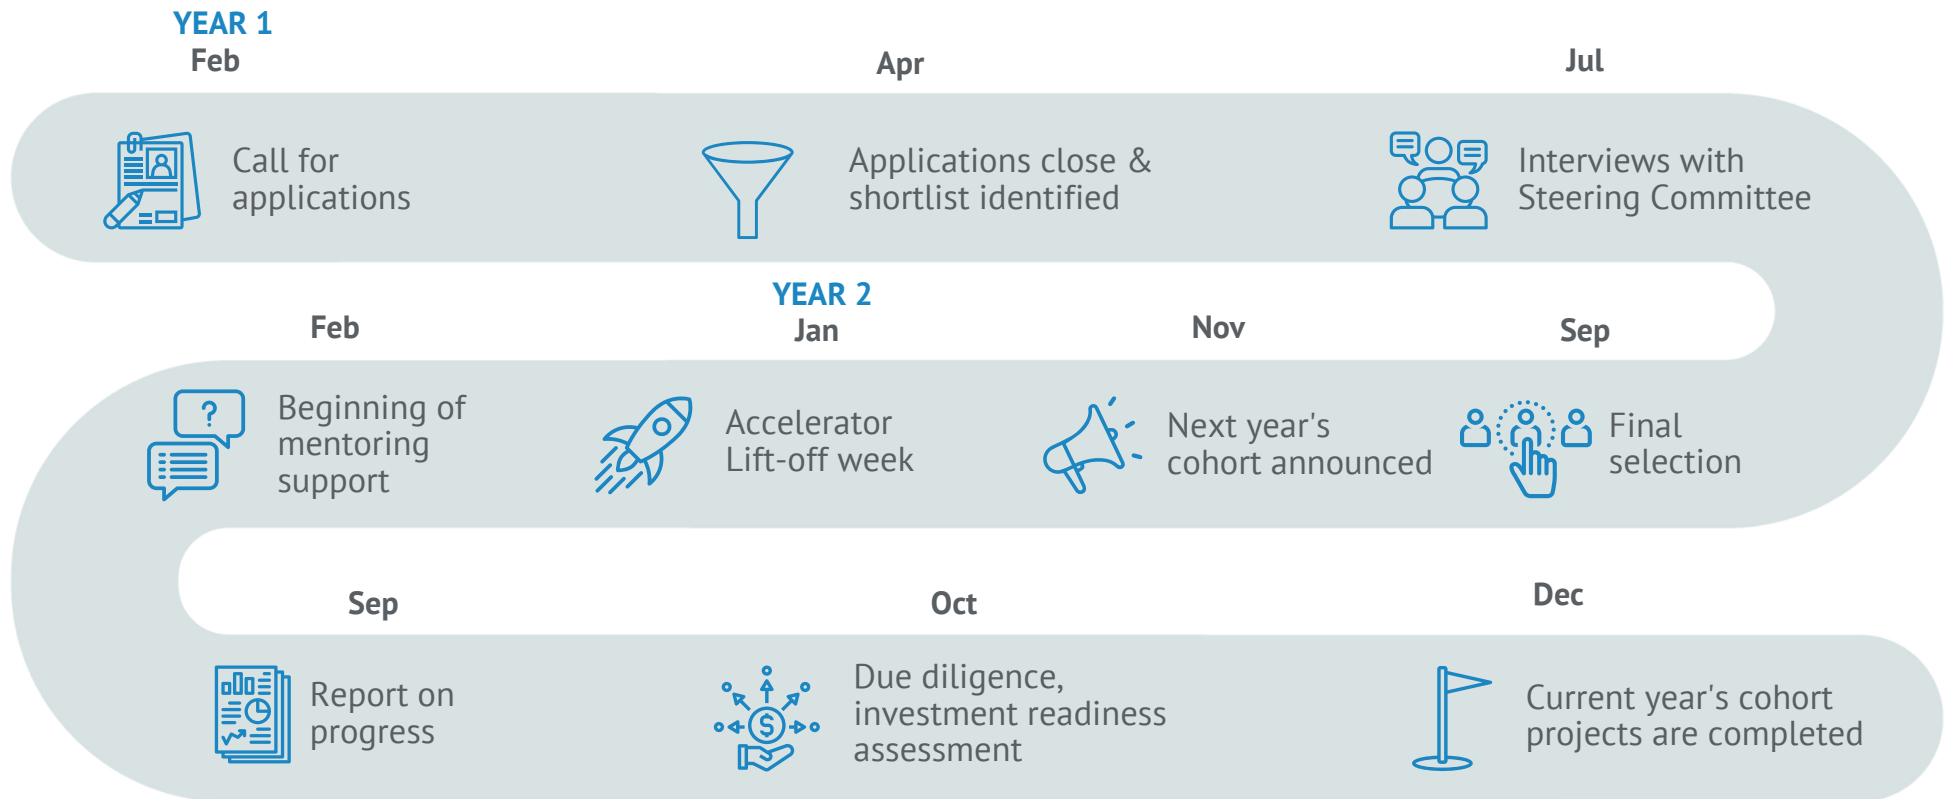 YEAR 1
Feb
Apr
Jul
Call for
applications
Applications close &
shortlist identified
Interviews with
Steering Committee
Feb
YEAR 2
Jan
Nov
Sep
Beginning of
mentoring
support
?
Accelerator
Lift-off week
Next year's
cohort announced
Final
selection
Sep
Oct
Dec
Report on
progress
$
Due diligence,
investment readiness
assessment
Current year's cohort
projects are completed